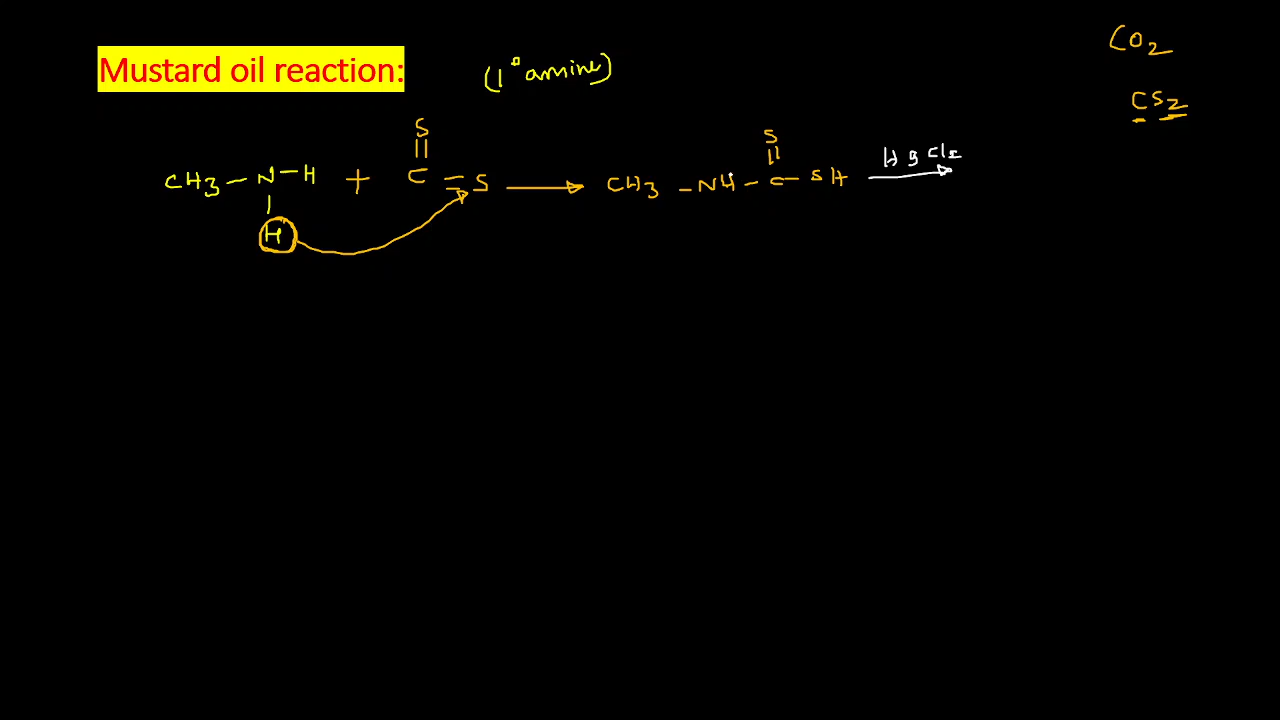 Mustard oil reaction: (1° amine)
CO2
CS2
S S
CH3 – N – H + C = S → CH3 – NH – C – SH HgCl2 →
H